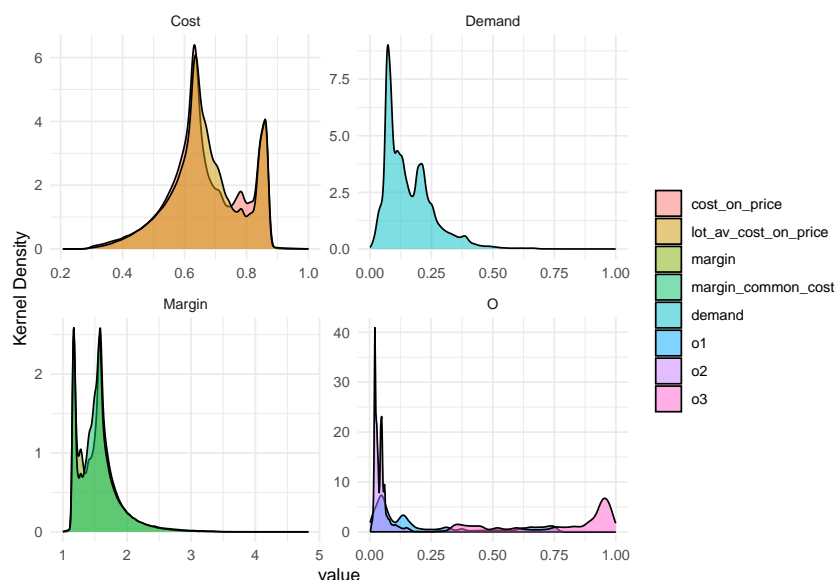 Cost
Demand
6
4
2
0
0.2 0.4 0.6 0.8 1.0
7.5
5.0
2.5
0.0
0.00 0.25 0.50 0.75 1.00
Margin
O
2
1
0
1 2 3 4 5
40
30
20
10
0
0.00 0.25 0.50 0.75 1.00
Kernel Density
value
cost_on_price
lot_av_cost_on_price
margin
margin_common_cost
demand
o1
o2
o3